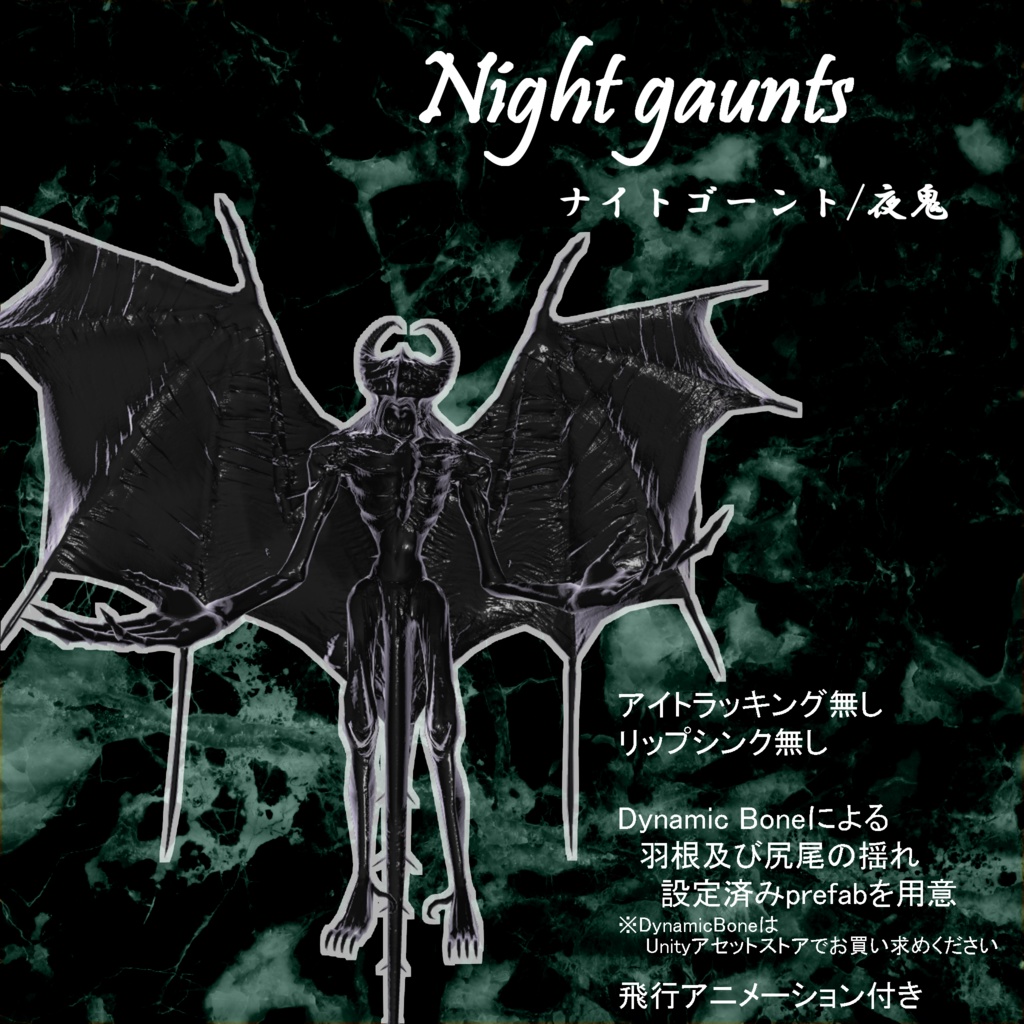 Night gaunts
ナイトゴーント/夜鬼
アイトラッキング無し
リップシンク無し
Dynamic Boneによる
羽根及び尻尾の揺れ
設定済みprefabを用意
※DynamicBoneは
Unityアセットストアでお買い求めください
飛行アニメーション付き